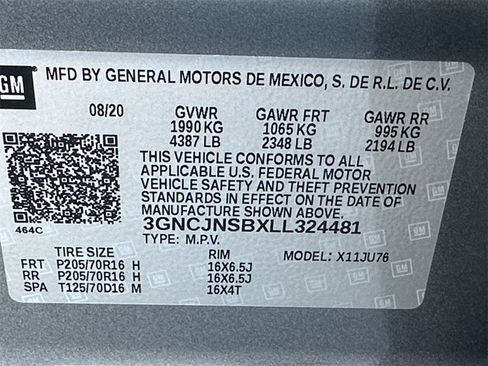 GM
MFD BY GENERAL MOTORS DE MEXICO, S. DE R.L. DE C.V.
08/20 GVWR GAWR FRT GAWR RR
1990 KG 1065 KG 995 KG
4387 LB 2348 LB 2194 LB
THIS VEHICLE CONFORMS TO ALL
APPLICABLE U.S. FEDERAL MOTOR
VEHICLE SAFETY AND THEFT PREVENTION
STANDARDS IN EFFECT ON THE DATE OF
MANUFACTURE SHOWN ABOVE.
464C 3GNCJNSBXLL324481
TYPE: M.P.V. MODEL: X11JU76
TIRE SIZE RIM
FRT P205/70R16 H 16X6.5J
RR P205/70R16 H 16X6.5J
SPA T125/70D16 M 16X4T